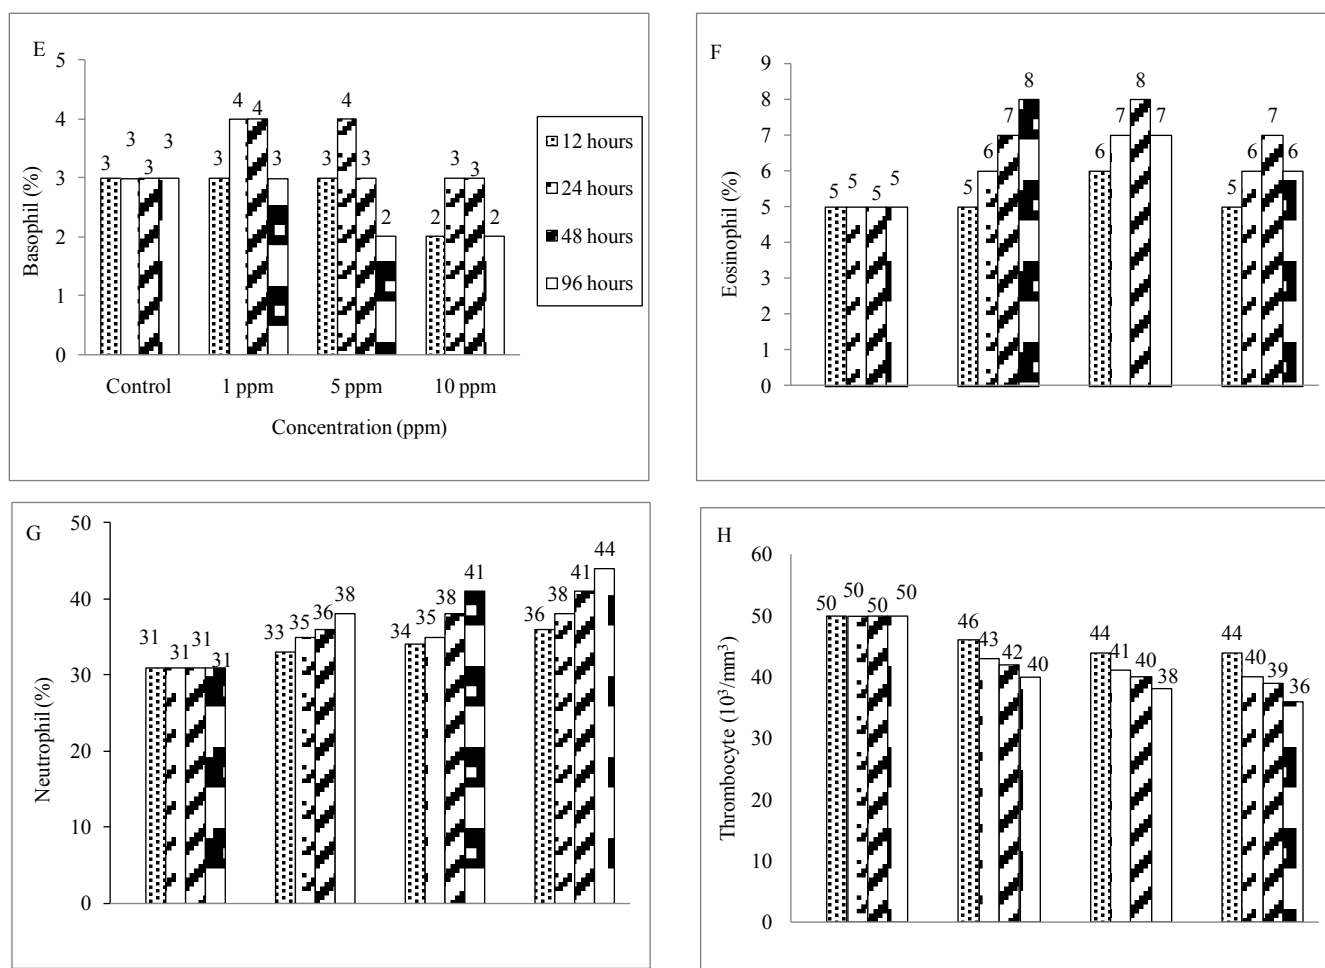 E
5
4
3
2
1
0
Basophil (%)
3 3 3 3
3 4 4 3
3 4 3 2
2 3 3 2
Control 1 ppm 5 ppm 10 ppm
Concentration (ppm)
12 hours
24 hours
48 hours
96 hours
F
9
8
7
6
5
4
3
2
1
0
Eosinophil (%)
5 5 5 5
5 6 7 8
6 7 8 7
5 6 7 6
G
50
40
30
20
10
0
Neutrophil (%)
31 31 31 31
33 35 36 38
34 35 38 41
36 38 41 44
H
60
50
40
30
20
10
0
Thrombocyte (10³/mm³)
50 50 50 50
46 43 42 40
44 41 40 38
44 40 39 36